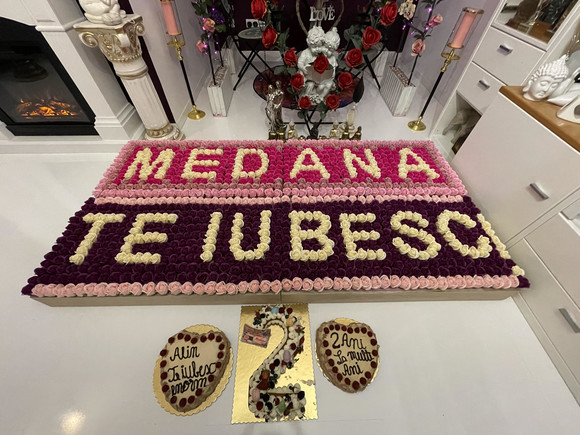 LOVE
MEDANA
TE IUBESC
Alin
Te iubesc
enorm
2
2 Ani
La multi
Ani